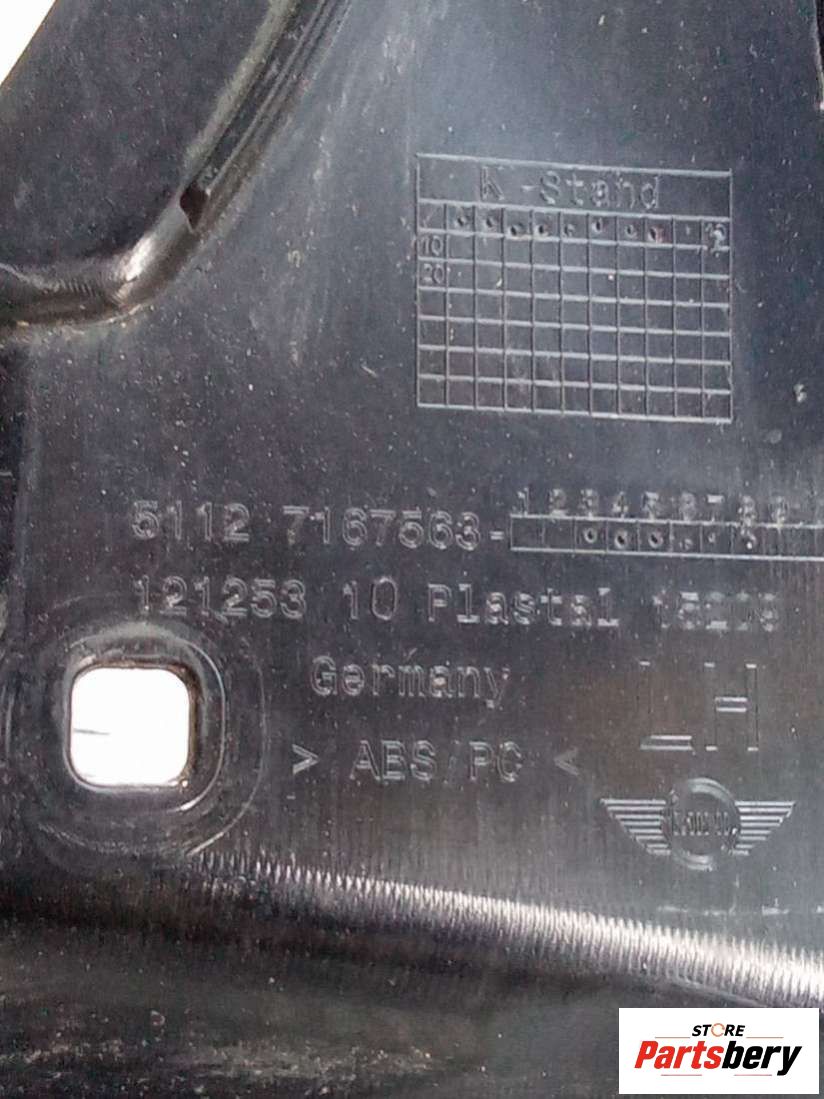 K-Stand
10
20
1 2 3 4 5 6 7 8 9
5112 7167563-
121253 10 Plastal
Germany
LH
> ABS/PC <
STORE
Partsbery